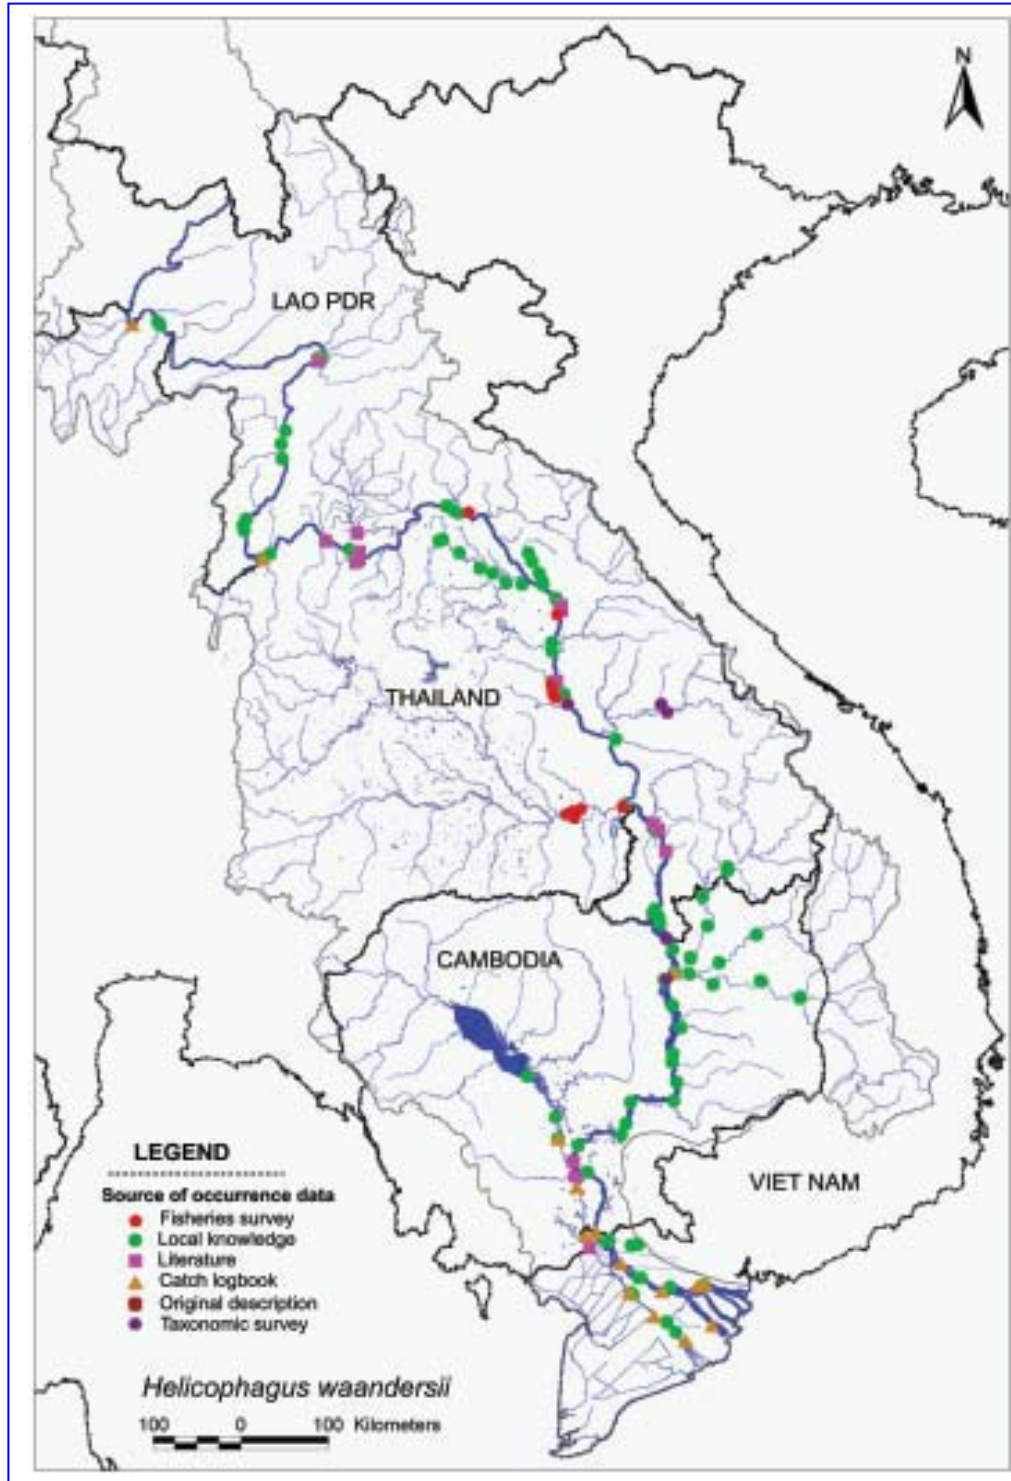 N
LAO PDR
THAILAND
CAMBODIA
VIET NAM
LEGEND
Source of occurrence data
Fisheries survey
Local knowledge
Literature
Catch logbook
Original description
Taxonomic survey
Helicophagus waandersii
100 0 100 Kilometers